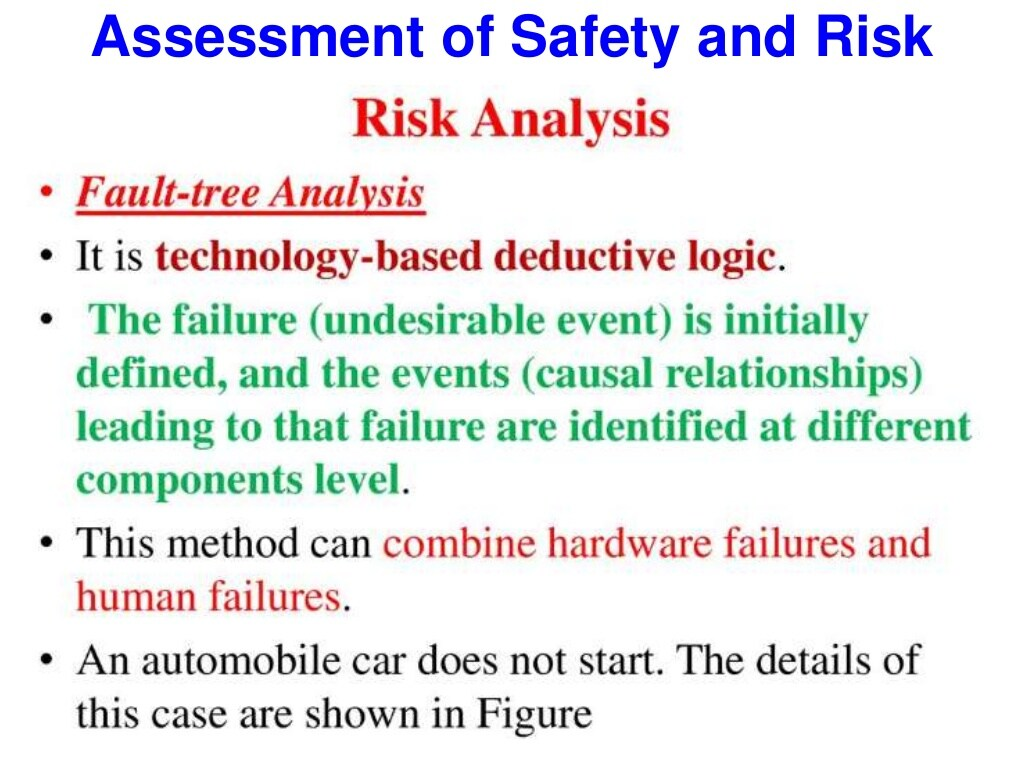 Assessment of Safety and Risk
Risk Analysis
• Fault-tree Analysis
• It is technology-based deductive logic.
• The failure (undesirable event) is initially
defined, and the events (causal relationships)
leading to that failure are identified at different
components level.
• This method can combine hardware failures and
human failures.
• An automobile car does not start. The details of
this case are shown in Figure